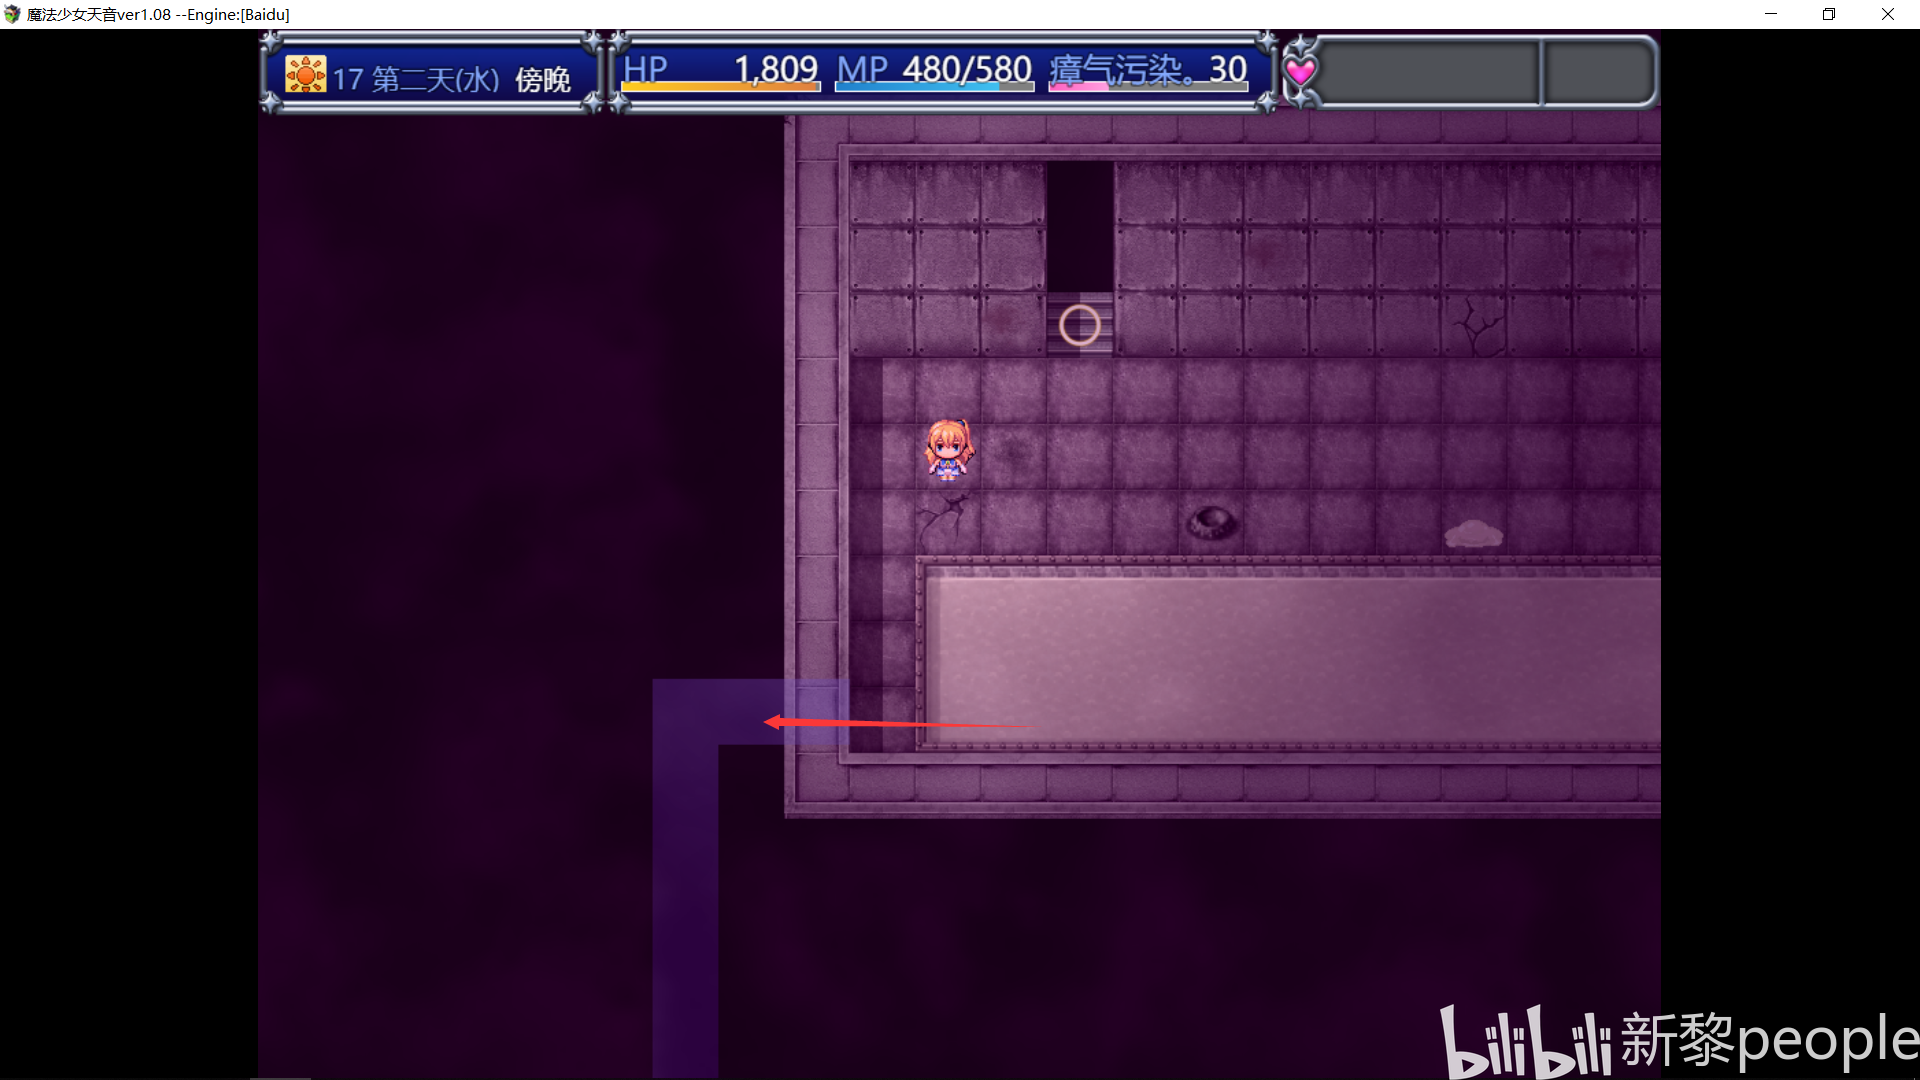 魔法少女天音ver1.08 --Engine:[Baidu]
17 第二天(水) 傍晚
HP 1,809 MP 480/580 瘴气污染。30
bilibili 新黎people